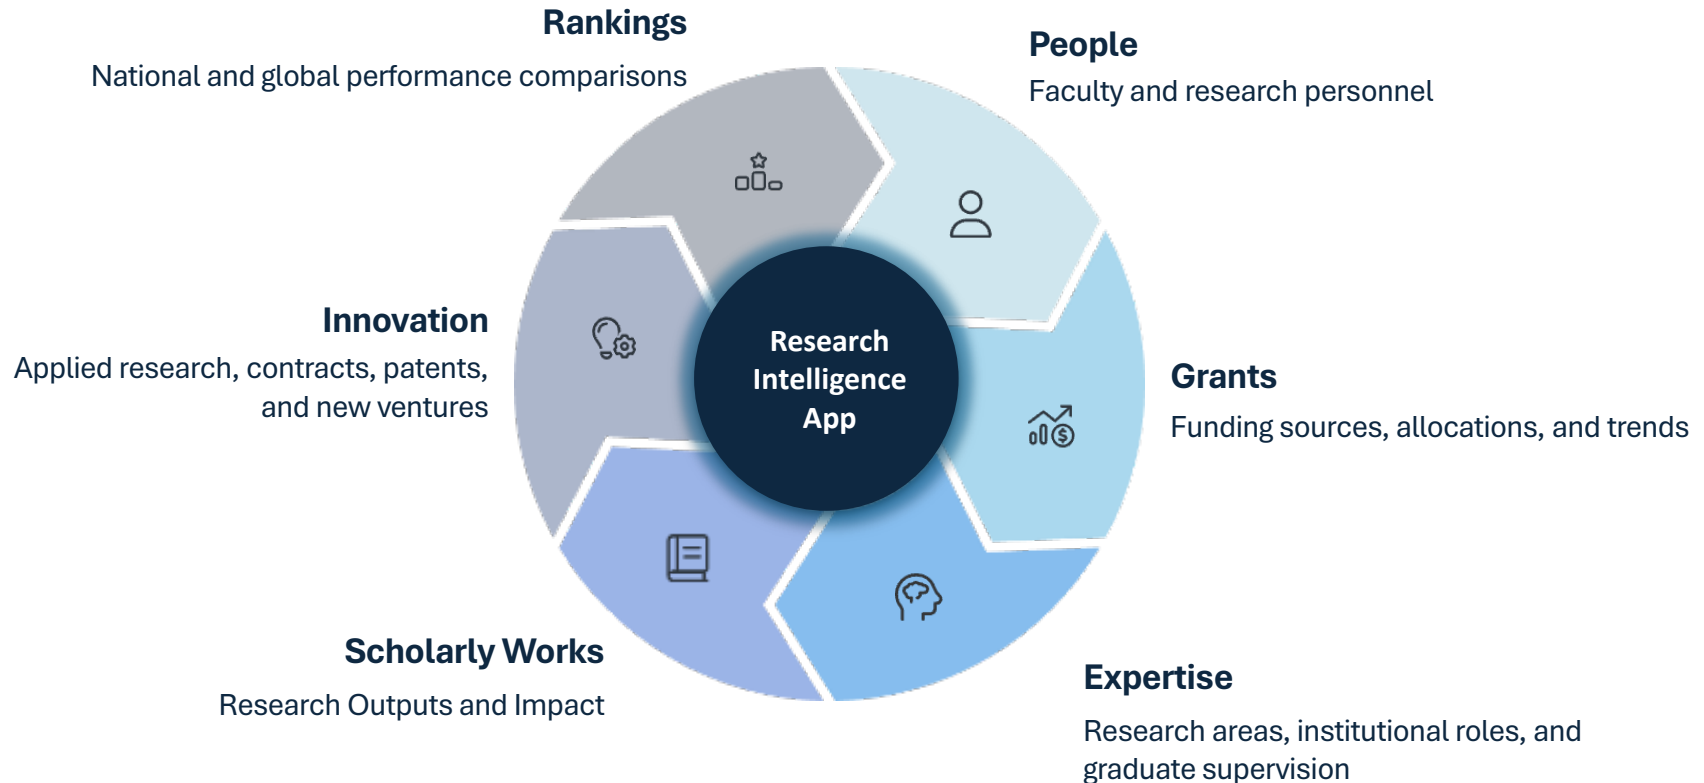 Rankings
National and global performance comparisons
People
Faculty and research personnel
Innovation
Applied research, contracts, patents,
and new ventures
Research
Intelligence
App
Grants
Funding sources, allocations, and trends
Scholarly Works
Research Outputs and Impact
Expertise
Research areas, institutional roles, and
graduate supervision